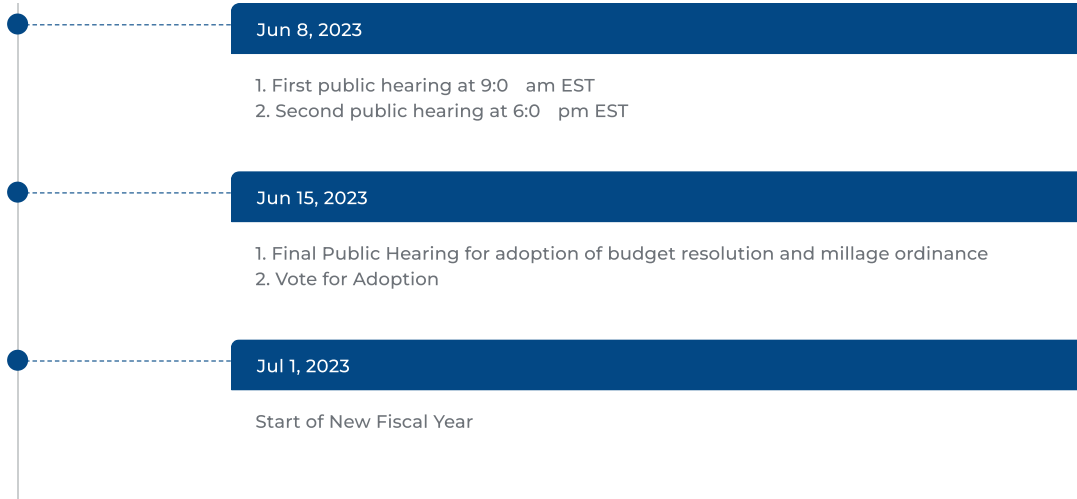 Jun 8, 2023
1. First public hearing at 9:0 am EST
2. Second public hearing at 6:0 pm EST
Jun 15, 2023
1. Final Public Hearing for adoption of budget resolution and millage ordinance
2. Vote for Adoption
Jul 1, 2023
Start of New Fiscal Year